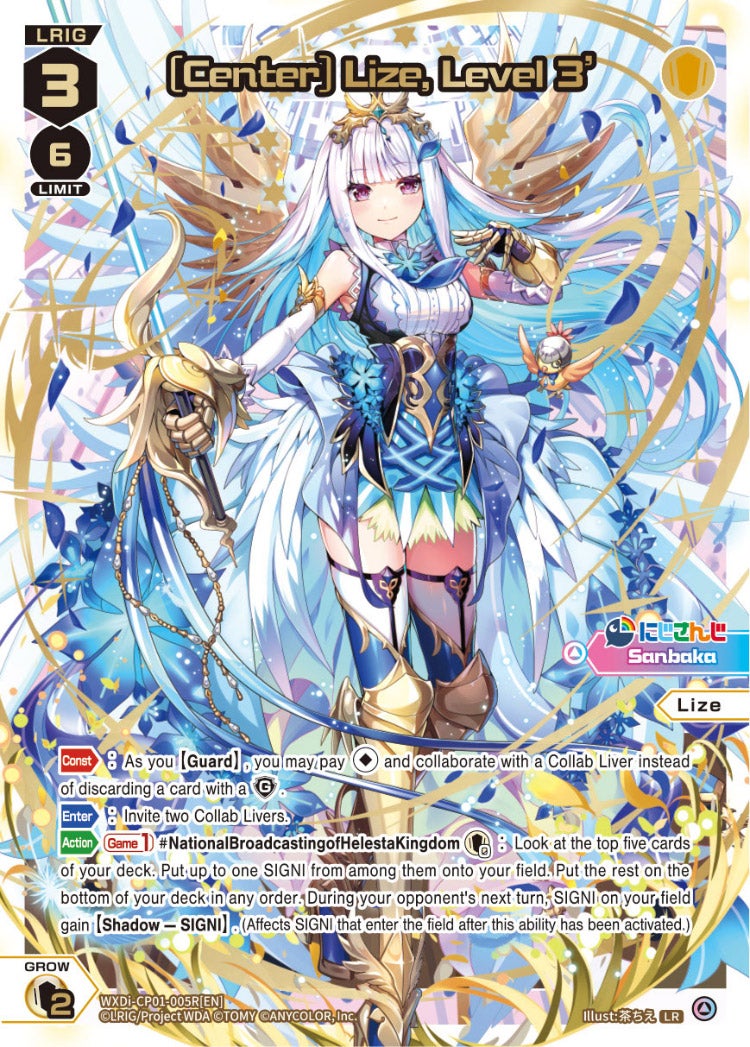 LRIG
3
6
LIMIT
[Center] Lize, Level 3'
にじさんじ
Sanbaka
Lize
Const : As you 【Guard】, you may pay ◆ and collaborate with a Collab Liver instead
of discarding a card with a G .
Enter : Invite two Collab Livers.
Action Game 1 #NationalBroadcastingofHelestaKingdom 0 : Look at the top five cards
of your deck. Put up to one SIGNI from among them onto your field. Put the rest on the
bottom of your deck in any order. During your opponent's next turn, SIGNI on your field
gain 【Shadow — SIGNI】. (Affects SIGNI that enter the field after this ability has been activated.)
GROW
2
WXDi-CP01-005R[EN]
©LRIG/Project WDA ©TOMY ©ANYCOLOR, Inc.
Illust:茶ちえ LR